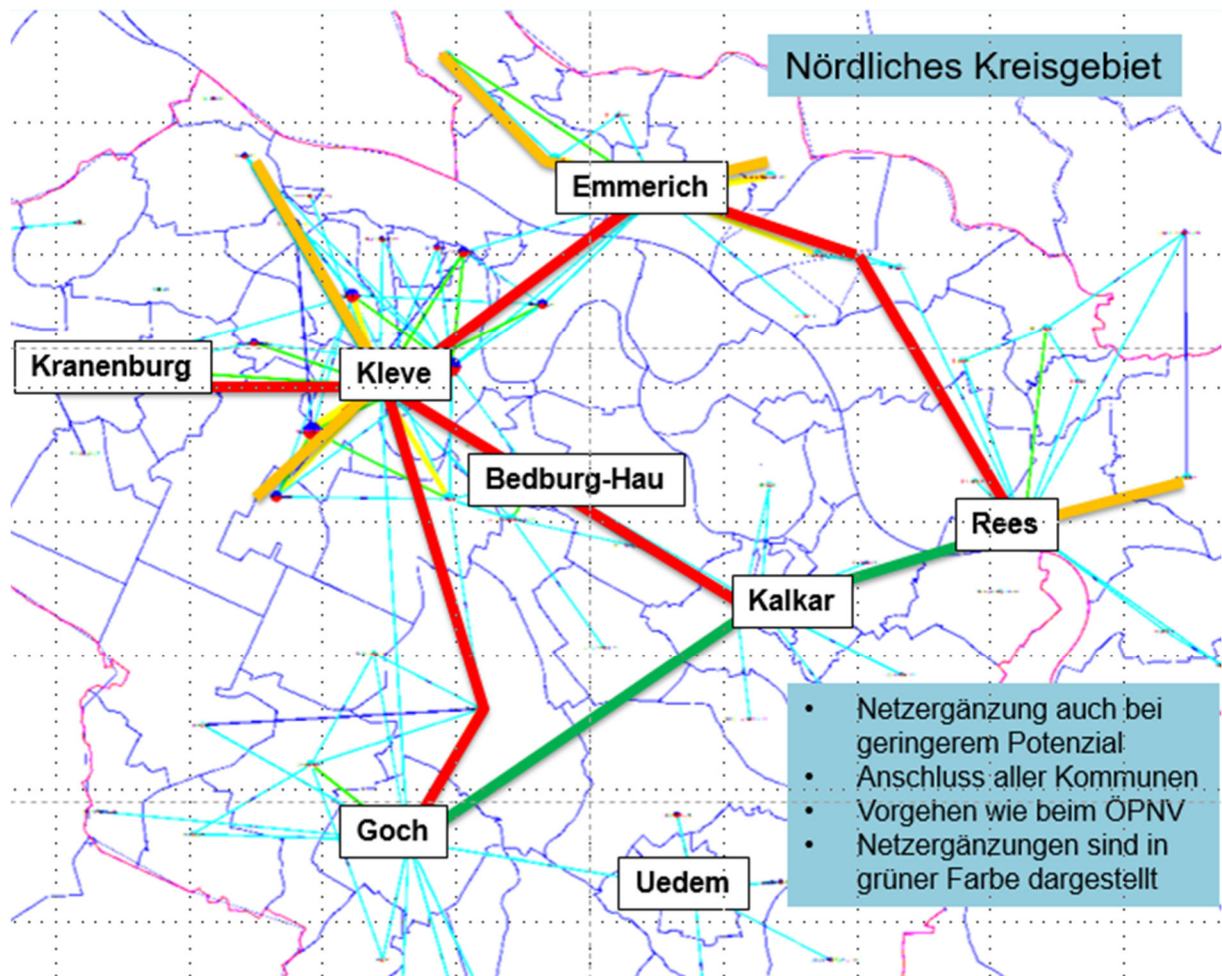 Nördliches Kreisgebiet
Emmerich
Kranenburg
Kleve
Bedburg-Hau
Rees
Kalkar
• Netzergänzung auch bei
geringerem Potenzial
• Anschluss aller Kommunen
• Vorgehen wie beim ÖPNV
• Netzergänzungen sind in
grüner Farbe dargestellt
Goch
Uedem